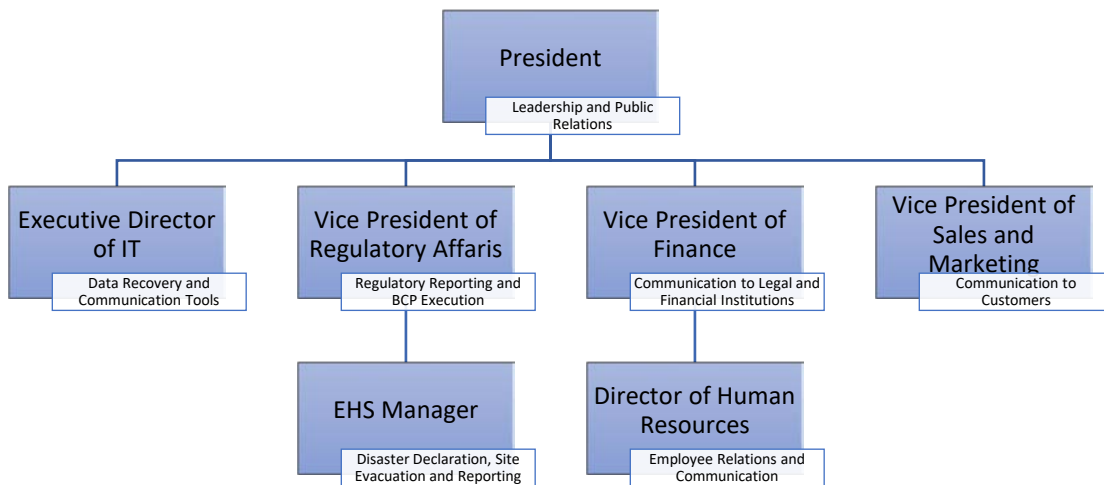 President
Leadership and Public
Relations
Executive Director
of IT
Data Recovery and
Communication Tools
Vice President of
Regulatory Affaris
Regulatory Reporting and
BCP Execution
Vice President of
Finance
Communication to Legal and
Financial Institutions
Vice President of
Sales and
Marketing
Communication to
Customers
EHS Manager
Disaster Declaration, Site
Evacuation and Reporting
Director of Human
Resources
Employee Relations and
Communication